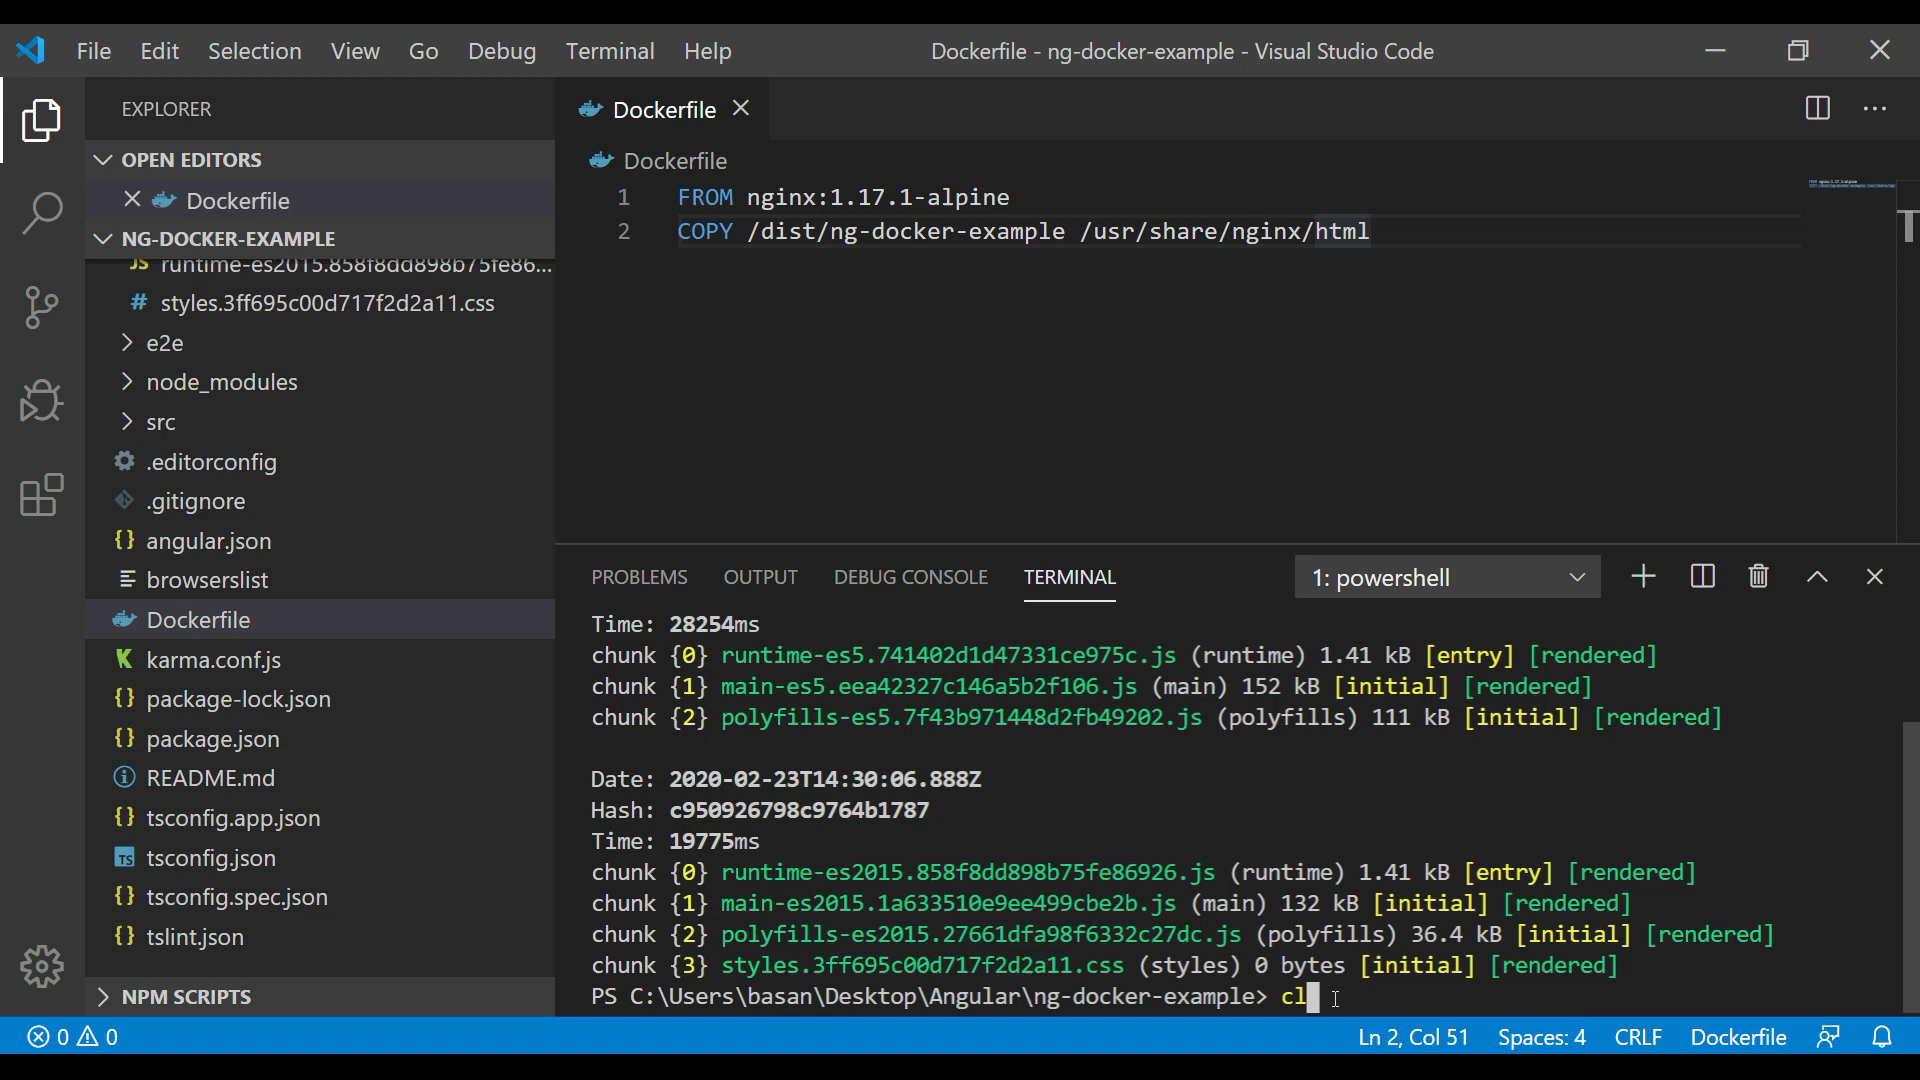 File Edit Selection View Go Debug Terminal Help
Dockerfile - ng-docker-example - Visual Studio Code
EXPLORER
OPEN EDITORS
Dockerfile
NG-DOCKER-EXAMPLE
JS runtime-es2015.858f8dd898b75fe86...
# styles.3ff695c00d717f2d2a11.css
e2e
node_modules
src
.editorconfig
.gitignore
{} angular.json
browserslist
Dockerfile
K karma.conf.js
{} package-lock.json
{} package.json
README.md
{} tsconfig.app.json
TS tsconfig.json
{} tsconfig.spec.json
{} tslint.json
NPM SCRIPTS
Dockerfile
Dockerfile
1 FROM nginx:1.17.1-alpine
2 COPY /dist/ng-docker-example /usr/share/nginx/html
PROBLEMS OUTPUT DEBUG CONSOLE TERMINAL
1: powershell
Time: 28254ms
chunk {0} runtime-es5.741402d1d47331ce975c.js (runtime) 1.41 kB [entry] [rendered]
chunk {1} main-es5.eea42327c146a5b2f106.js (main) 152 kB [initial] [rendered]
chunk {2} polyfills-es5.7f43b971448d2fb49202.js (polyfills) 111 kB [initial] [rendered]
Date: 2020-02-23T14:30:06.888Z
Hash: c950926798c9764b1787
Time: 19775ms
chunk {0} runtime-es2015.858f8dd898b75fe86926.js (runtime) 1.41 kB [entry] [rendered]
chunk {1} main-es2015.1a633510e9ee499cbe2b.js (main) 132 kB [initial] [rendered]
chunk {2} polyfills-es2015.27661dfa98f6332c27dc.js (polyfills) 36.4 kB [initial] [rendered]
chunk {3} styles.3ff695c00d717f2d2a11.css (styles) 0 bytes [initial] [rendered]
PS C:\Users\basan\Desktop\Angular\ng-docker-example> cl
0 0
Ln 2, Col 51 Spaces: 4 CRLF Dockerfile